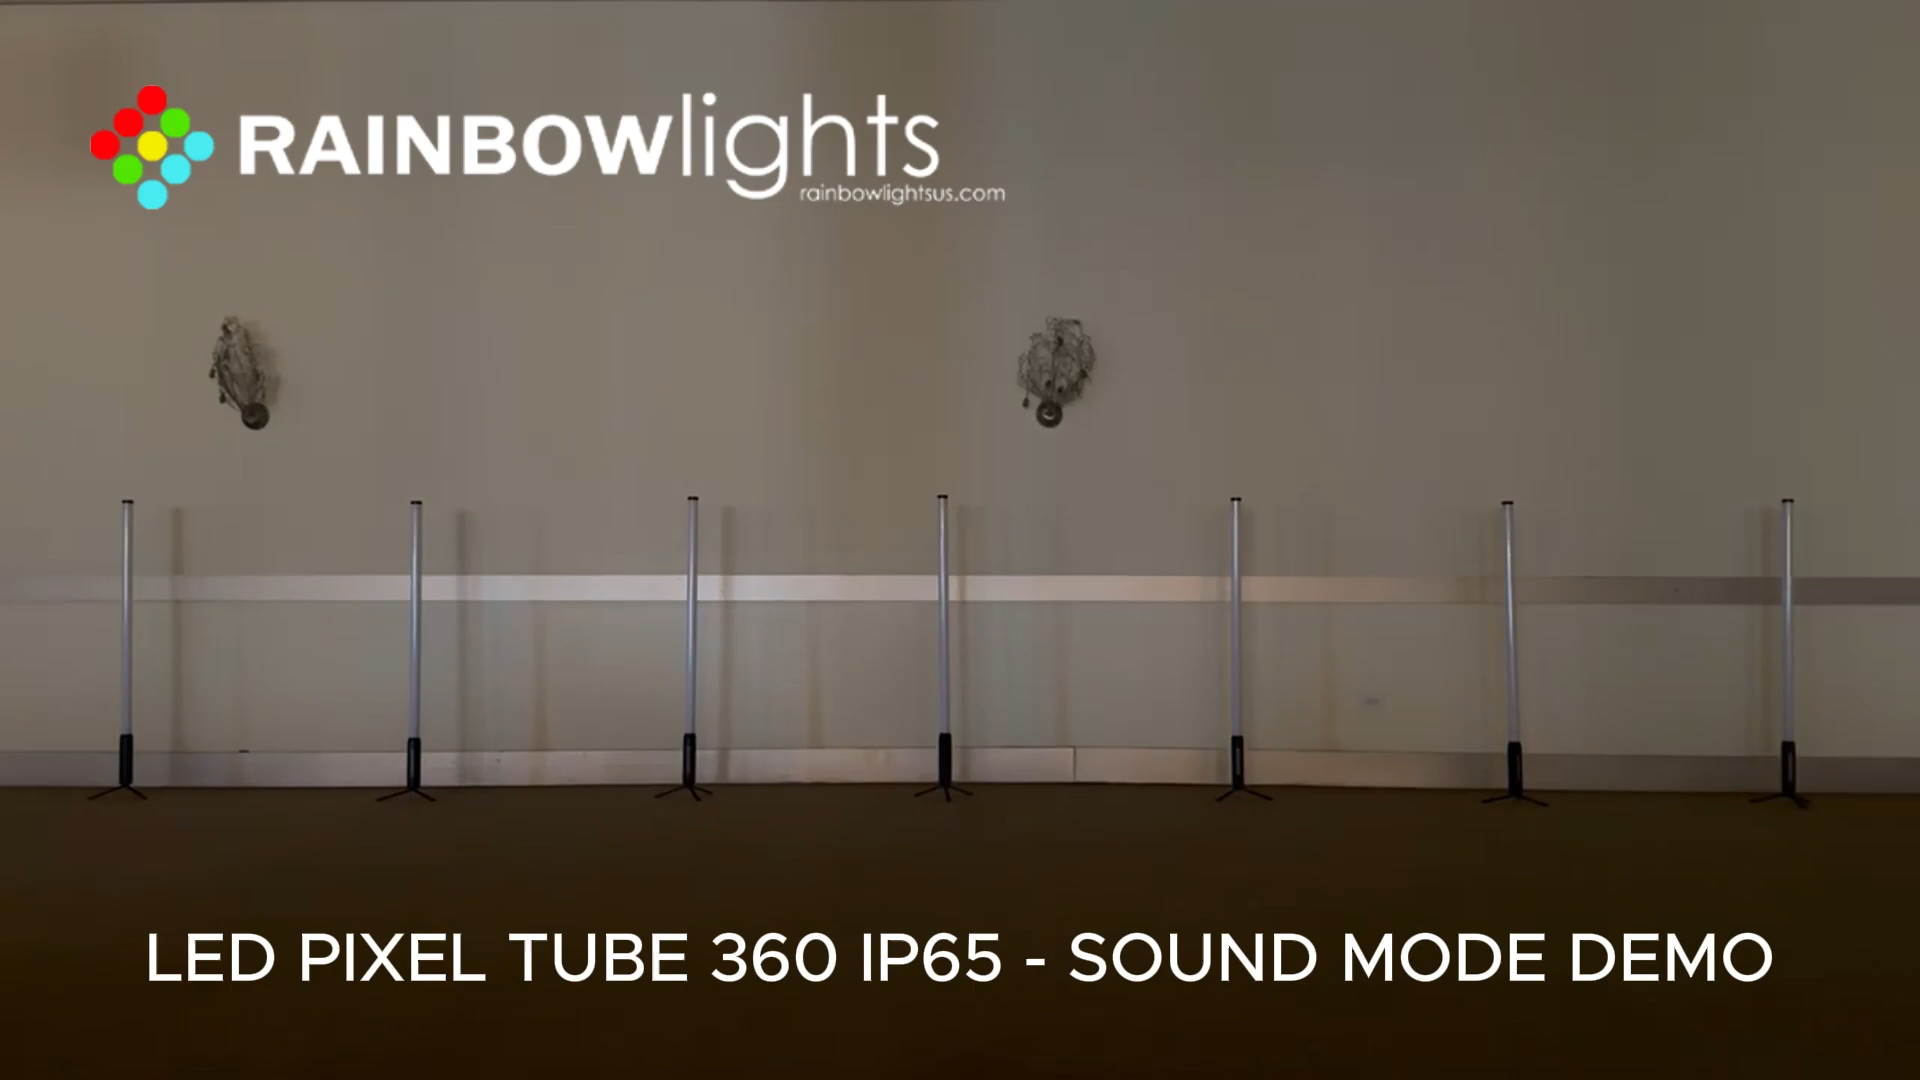 RAINBOWlights
rainbowlightsus.com
LED PIXEL TUBE 360 IP65 - SOUND MODE DEMO